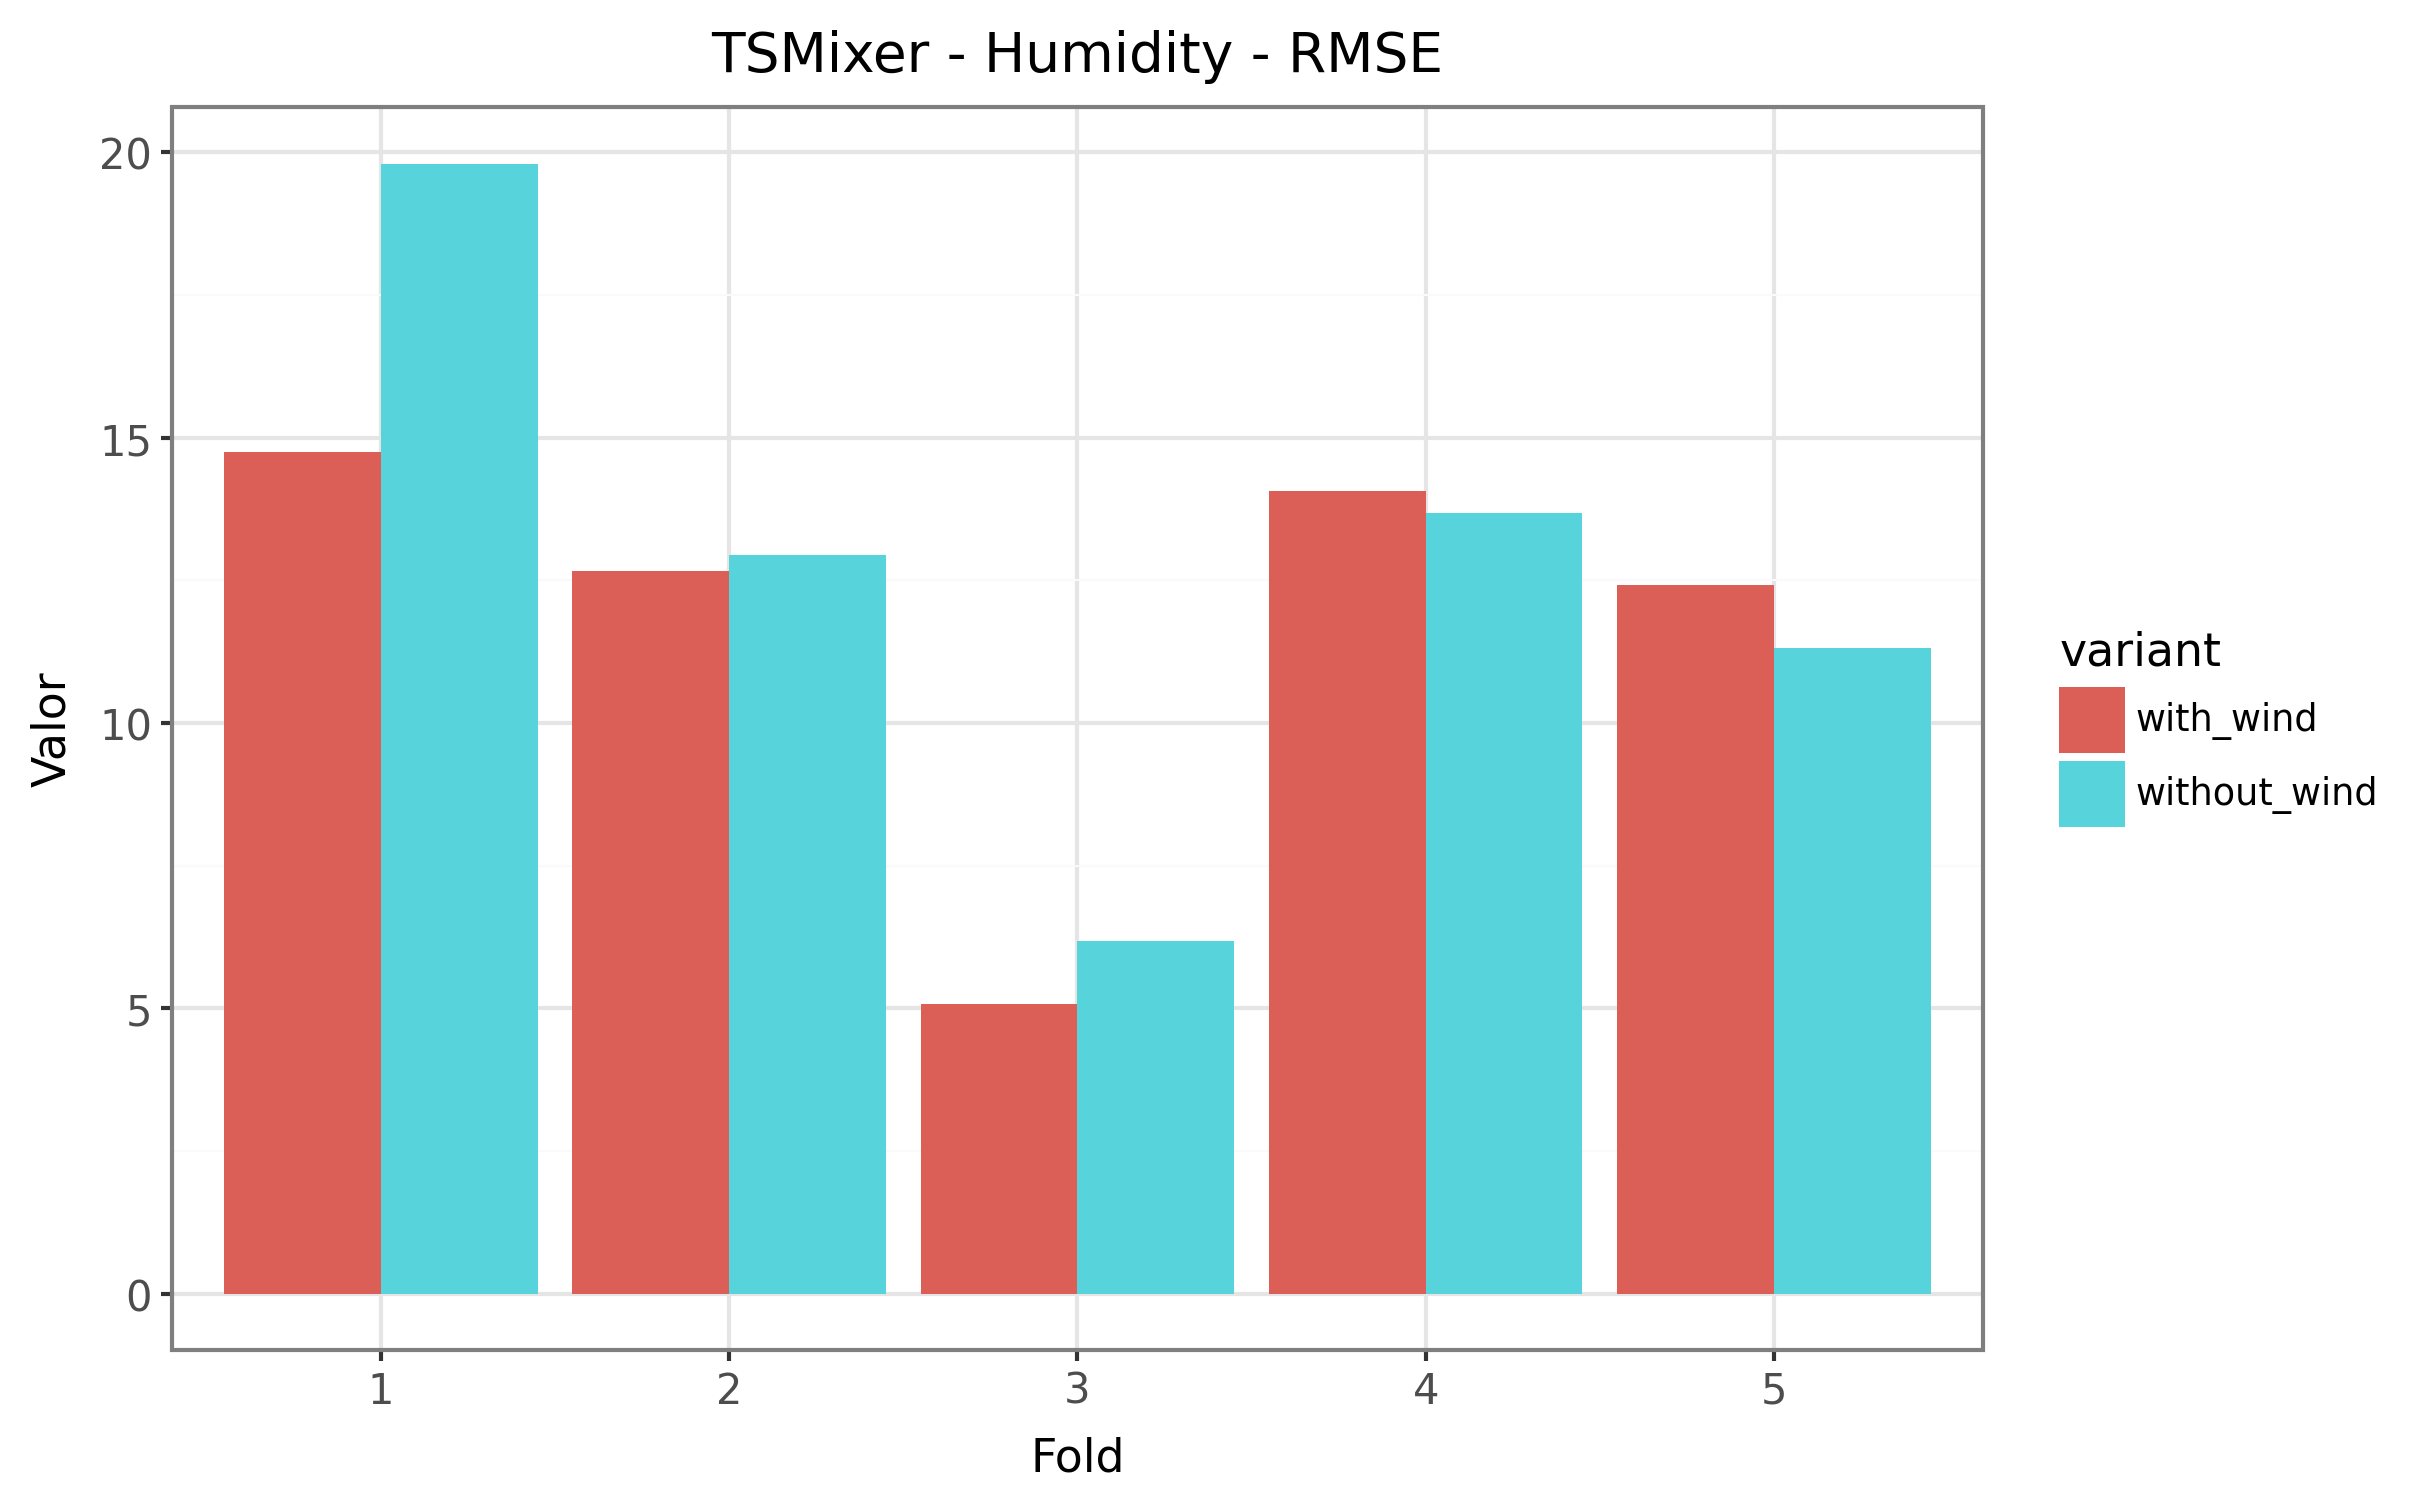 TSMixer - Humidity - RMSE
20
15
10
5
0
Valor
1 2 3 4 5
Fold
variant
with_wind
without_wind